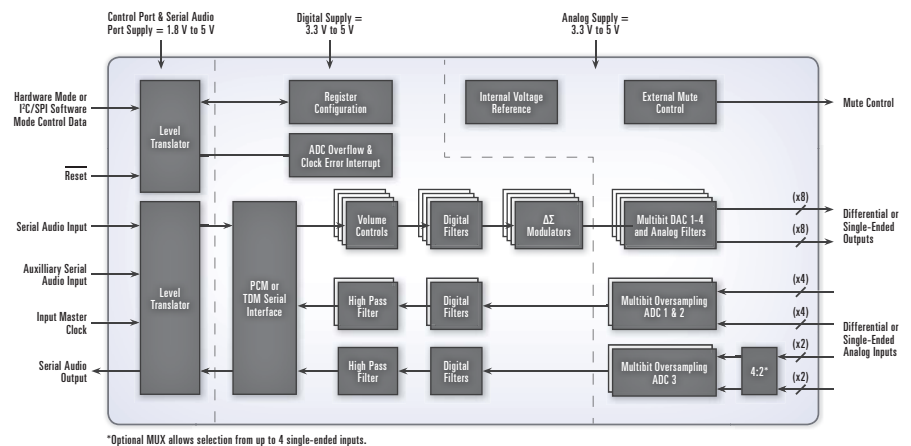 Control Port & Serial Audio
Port Supply = 1.8 V to 5 V
Digital Supply =
3.3 V to 5 V
Analog Supply =
3.3 V to 5 V
Hardware Mode or
I²C/SPI Software
Mode Control Data
Reset
Level
Translator
Register
Configuration
ADC Overflow &
Clock Error Interrupt
Internal Voltage
Reference
External Mute
Control
Mute Control
Serial Audio Input
Auxilliary Serial
Audio Input
Input Master
Clock
Serial Audio
Output
Level
Translator
PCM or
TDM Serial
Interface
Volume
Controls
Digital
Filters
ΔΣ
Modulators
Multibit DAC 1-4
and Analog Filters
(x8)
(x8)
Differential or
Single-Ended
Outputs
High Pass
Filter
Digital
Filters
Multibit Oversampling
ADC 1 & 2
(x4)
(x4)
Differential or
Single-Ended
Analog Inputs
High Pass
Filter
Digital
Filters
Multibit Oversampling
ADC 3
4:2*
(x2)
(x2)
*Optional MUX allows selection from up to 4 single-ended inputs.